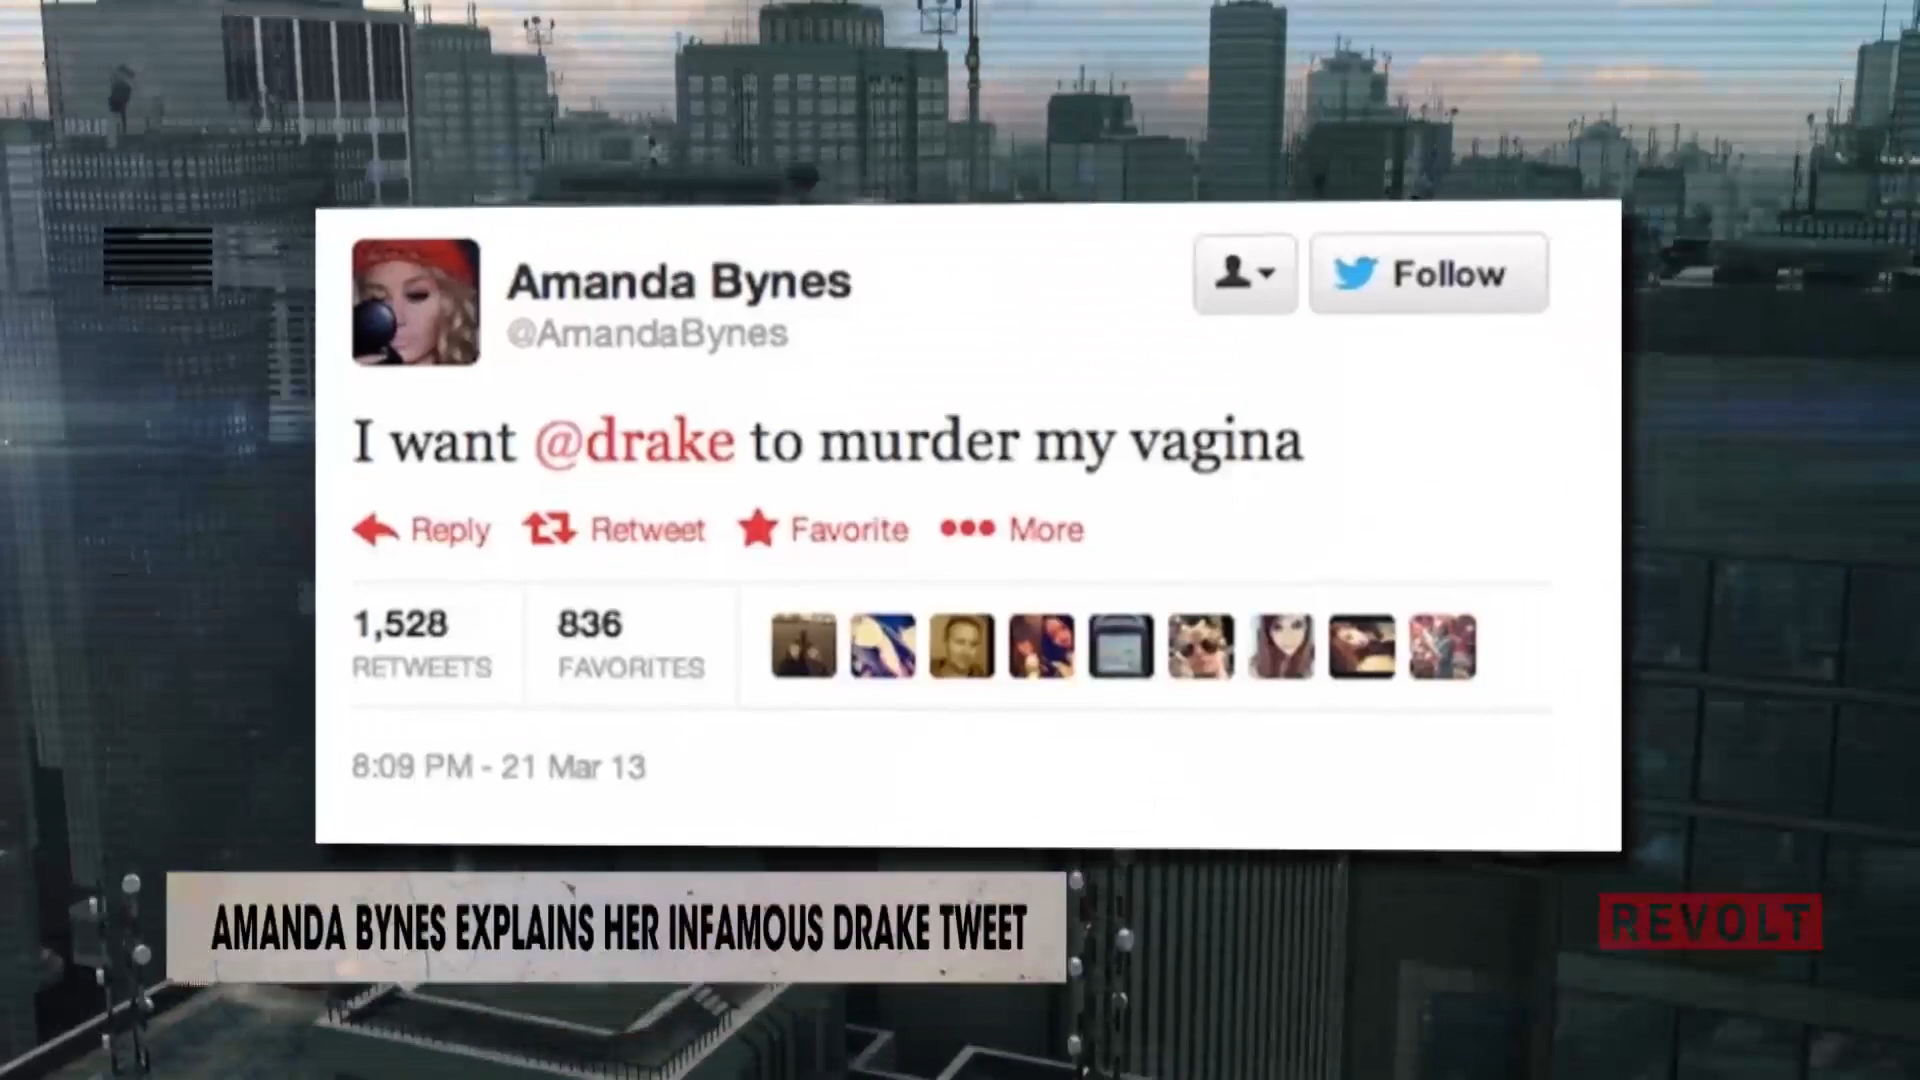 Amanda Bynes
@AmandaBynes
Follow
I want @drake to murder my vagina
Reply Retweet Favorite More
1,528 836
RETWEETS FAVORITES
8:09 PM - 21 Mar 13
AMANDA BYNES EXPLAINS HER INFAMOUS DRAKE TWEET
REVOLT